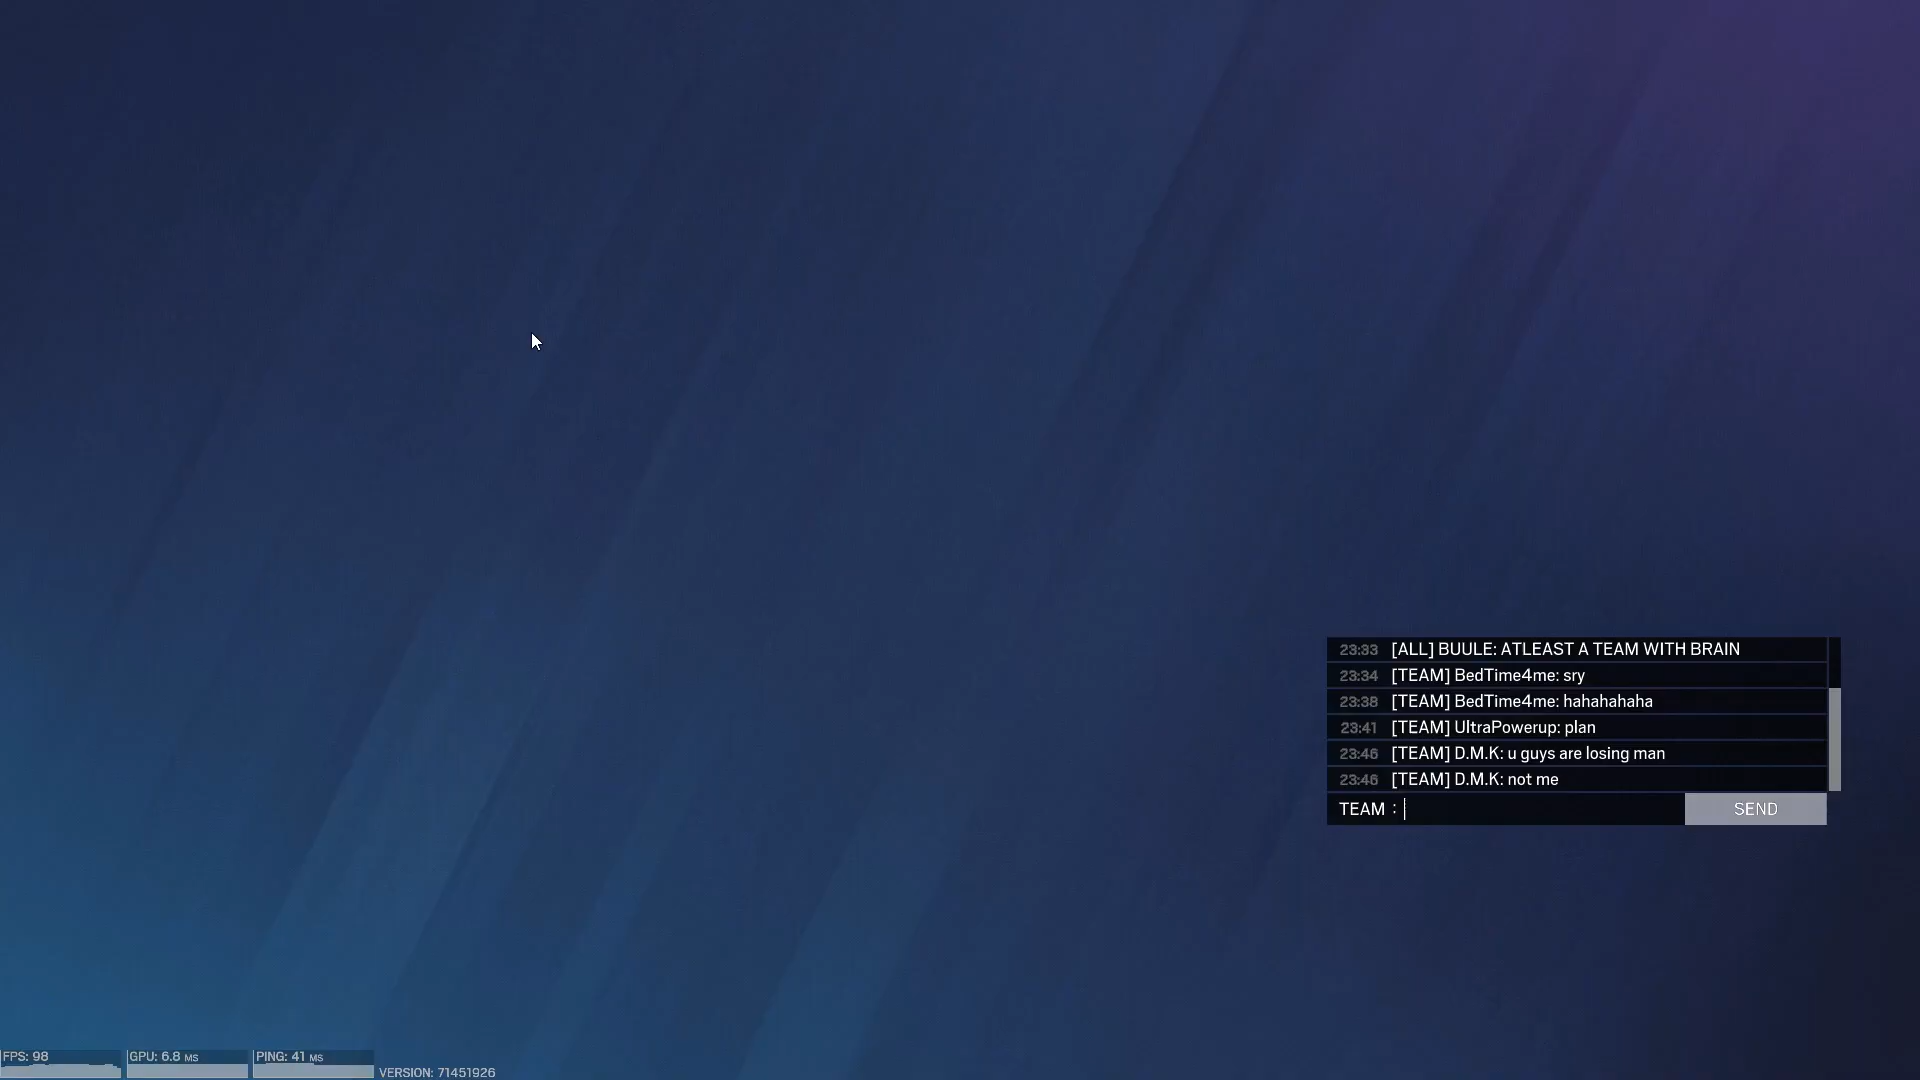 23:33 [ALL] BUULE: ATLEAST A TEAM WITH BRAIN
23:34 [TEAM] BedTime4me: sry
23:38 [TEAM] BedTime4me: hahahahaha
23:41 [TEAM] UltraPowerup: plan
23:46 [TEAM] D.M.K: u guys are losing man
23:46 [TEAM] D.M.K: not me
TEAM : SEND
FPS: 98 GPU: 6.8 MS PING: 41 MS
VERSION: 71451926